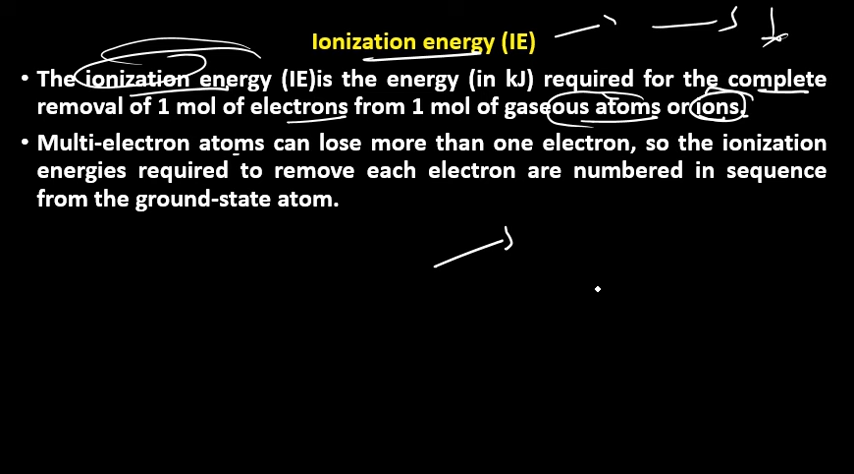 Ionization energy (IE)
• The ionization energy (IE)is the energy (in kJ) required for the complete
removal of 1 mol of electrons from 1 mol of gaseous atoms or ions.
• Multi-electron atoms can lose more than one electron, so the ionization
energies required to remove each electron are numbered in sequence
from the ground-state atom.